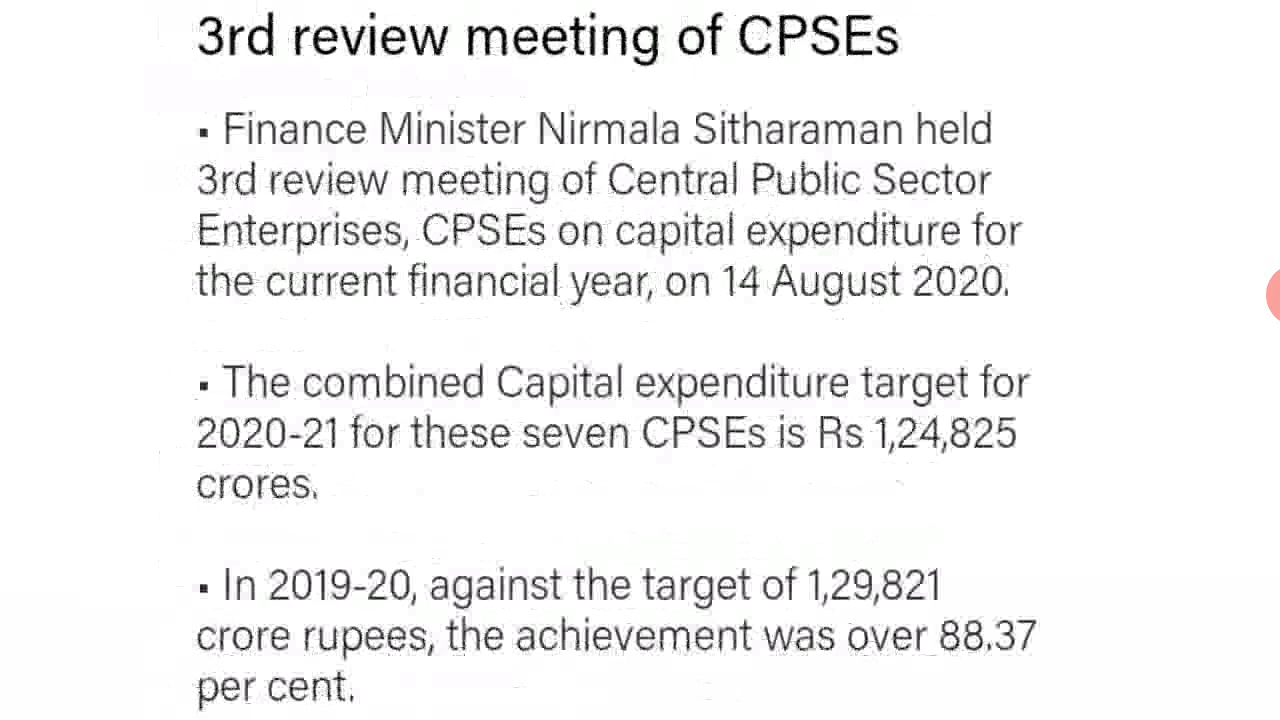 3rd review meeting of CPSEs
▪ Finance Minister Nirmala Sitharaman held
3rd review meeting of Central Public Sector
Enterprises, CPSEs on capital expenditure for
the current financial year, on 14 August 2020.
▪ The combined Capital expenditure target for
2020-21 for these seven CPSEs is Rs 1,24,825
crores.
▪ In 2019-20, against the target of 1,29,821
crore rupees, the achievement was over 88.37
per cent.